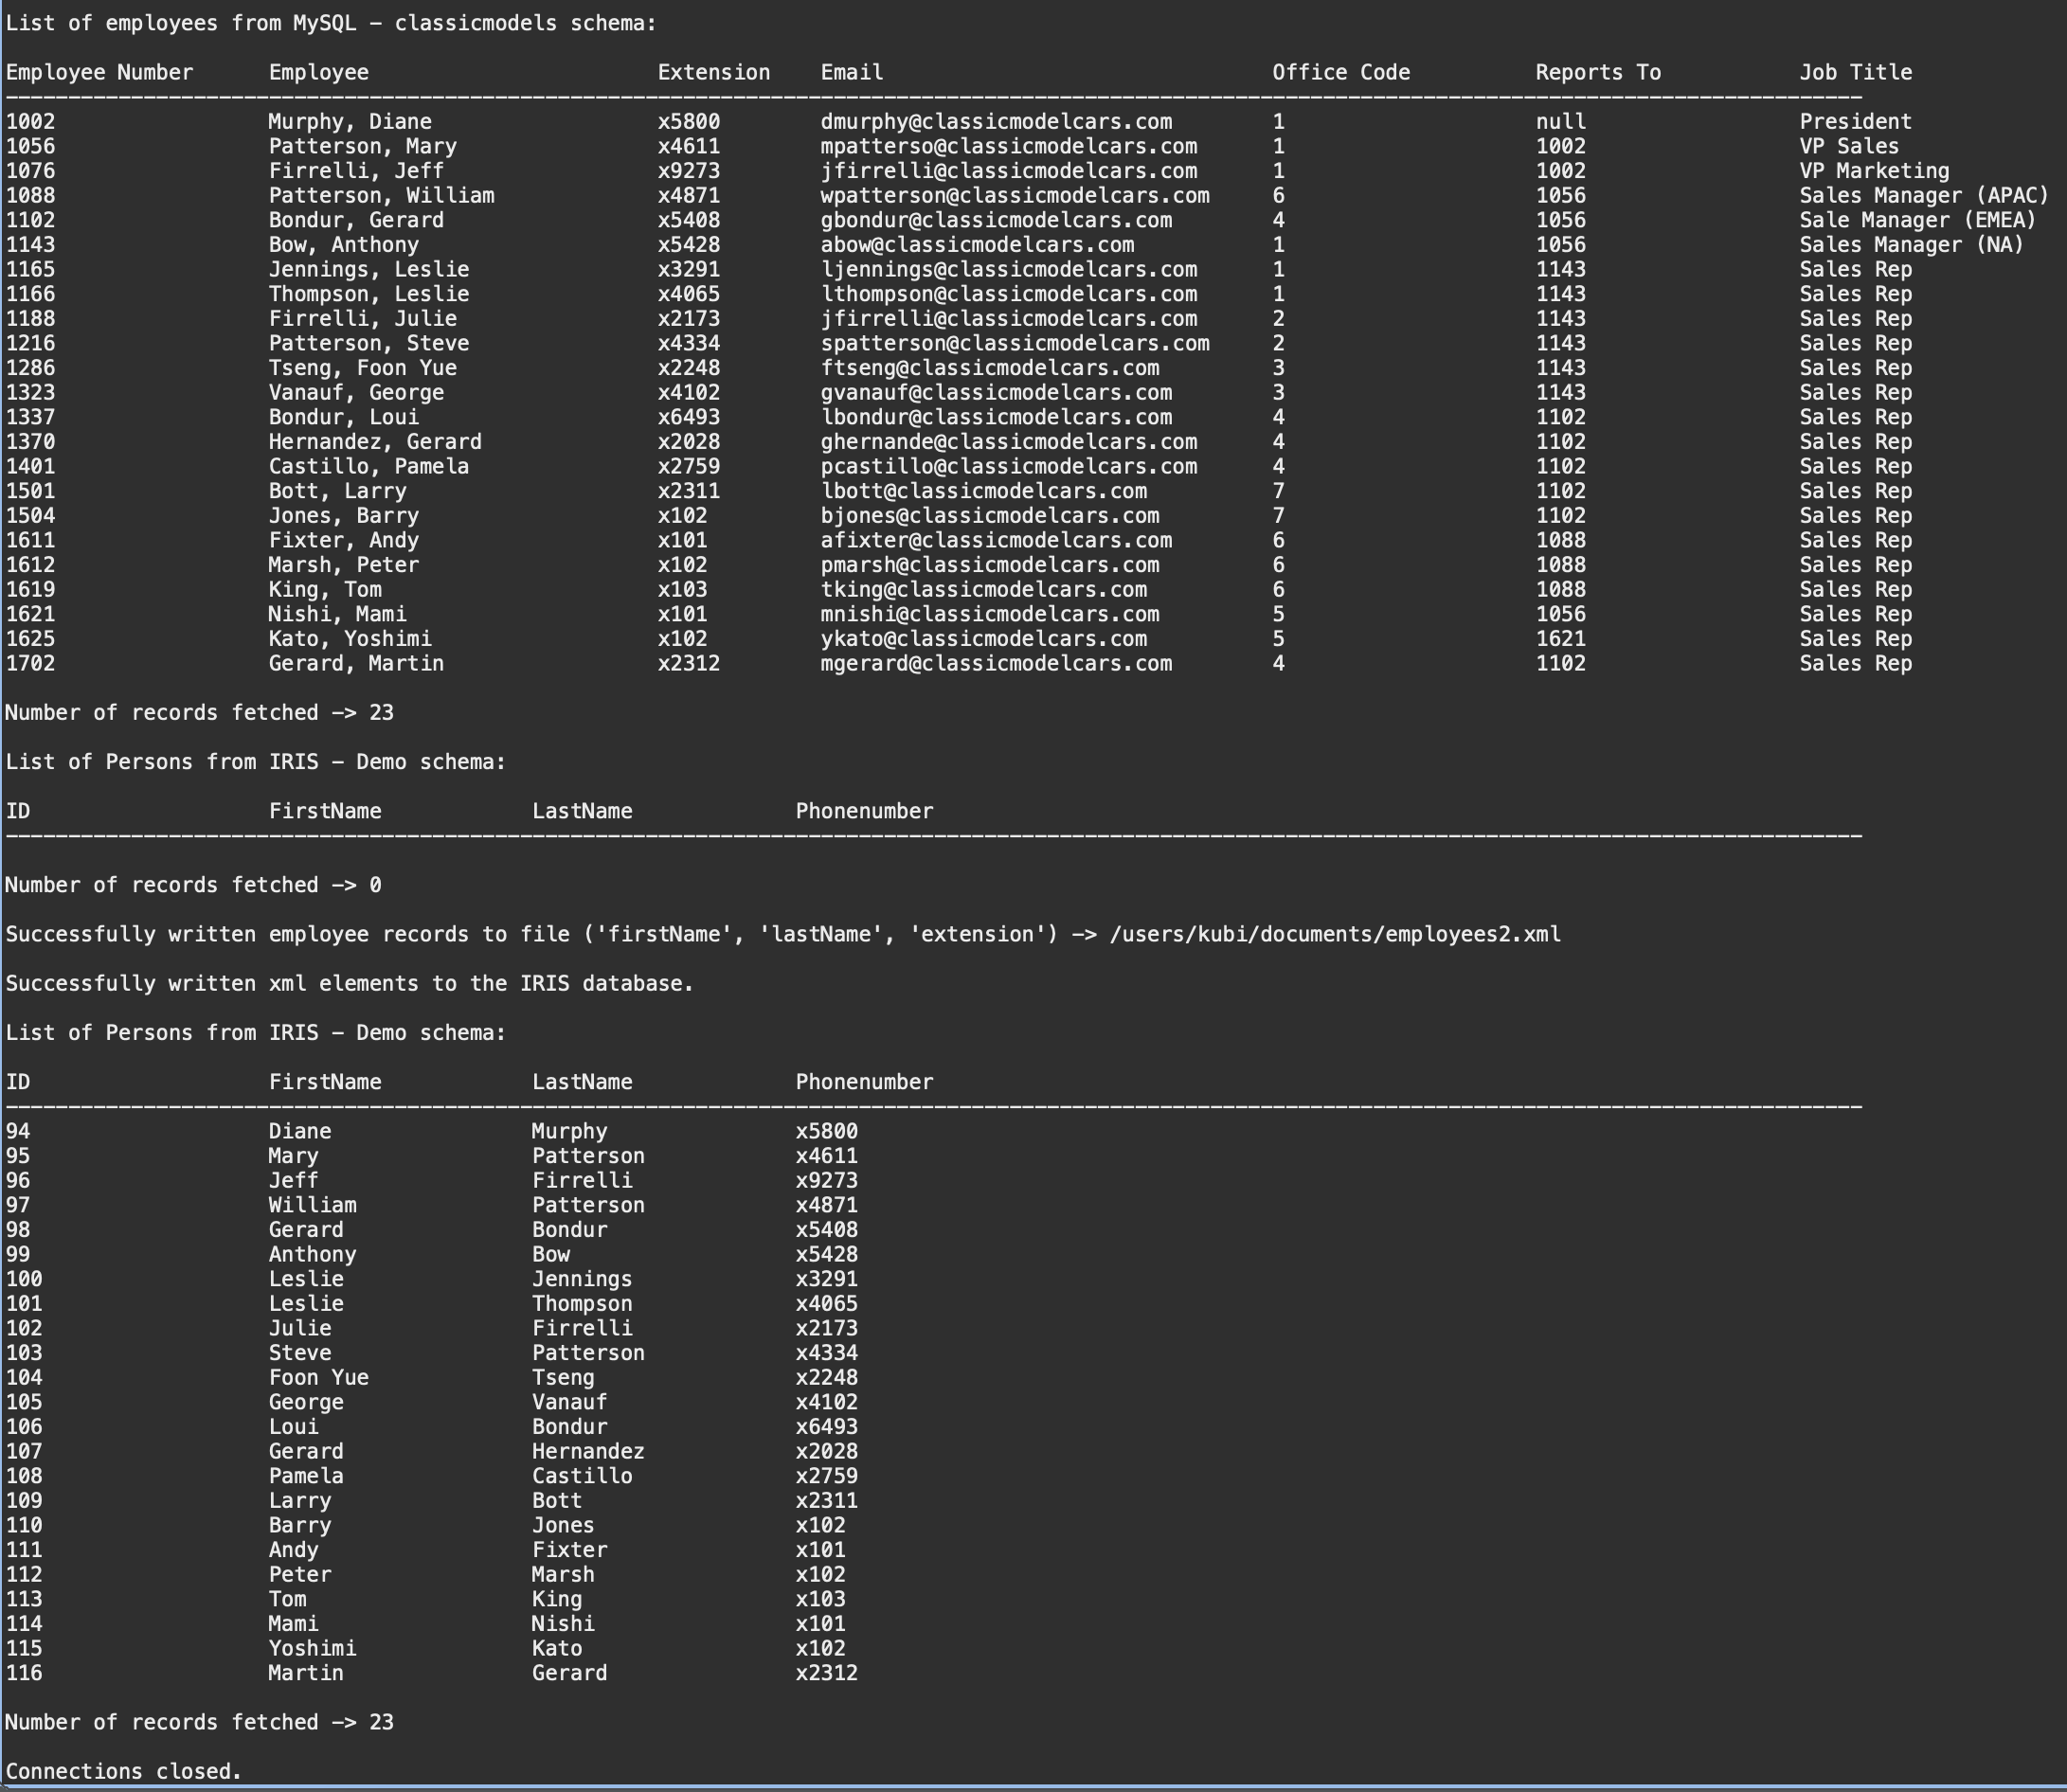 List of employees from MySQL - classicmodels schema:
Employee Number Employee Extension Email Office Code Reports To Job Title
----------------------------------------------------------------------------------------------------------------------------------------------------
1002 Murphy, Diane x5800 dmurphy@classicmodelcars.com 1 null President
1056 Patterson, Mary x4611 mpatterso@classicmodelcars.com 1 1002 VP Sales
1076 Firrelli, Jeff x9273 jfirrelli@classicmodelcars.com 1 1002 VP Marketing
1088 Patterson, William x4871 wpatterson@classicmodelcars.com 6 1056 Sales Manager (APAC)
1102 Bondur, Gerard x5408 gbondur@classicmodelcars.com 4 1056 Sale Manager (EMEA)
1143 Bow, Anthony x5428 abow@classicmodelcars.com 1 1056 Sales Manager (NA)
1165 Jennings, Leslie x3291 ljennings@classicmodelcars.com 1 1143 Sales Rep
1166 Thompson, Leslie x4065 lthompson@classicmodelcars.com 1 1143 Sales Rep
1188 Firrelli, Julie x2173 jfirrelli@classicmodelcars.com 2 1143 Sales Rep
1216 Patterson, Steve x4334 spatterson@classicmodelcars.com 2 1143 Sales Rep
1286 Tseng, Foon Yue x2248 ftseng@classicmodelcars.com 3 1143 Sales Rep
1323 Vanauf, George x4102 gvanauf@classicmodelcars.com 3 1143 Sales Rep
1337 Bondur, Loui x6493 lbondur@classicmodelcars.com 4 1102 Sales Rep
1370 Hernandez, Gerard x2028 ghernande@classicmodelcars.com 4 1102 Sales Rep
1401 Castillo, Pamela x2759 pcastillo@classicmodelcars.com 4 1102 Sales Rep
1501 Bott, Larry x2311 lbott@classicmodelcars.com 7 1102 Sales Rep
1504 Jones, Barry x102 bjones@classicmodelcars.com 7 1102 Sales Rep
1611 Fixter, Andy x101 afixter@classicmodelcars.com 6 1088 Sales Rep
1612 Marsh, Peter x102 pmarsh@classicmodelcars.com 6 1088 Sales Rep
1619 King, Tom x103 tking@classicmodelcars.com 6 1088 Sales Rep
1621 Nishi, Mami x101 mnishi@classicmodelcars.com 5 1056 Sales Rep
1625 Kato, Yoshimi x102 ykato@classicmodelcars.com 5 1621 Sales Rep
1702 Gerard, Martin x2312 mgerard@classicmodelcars.com 4 1102 Sales Rep
Number of records fetched -> 23
List of Persons from IRIS - Demo schema:
ID FirstName LastName Phonenumber
----------------------------------------------------------------------------------------------------------------------------------------------------
Number of records fetched -> 0
Successfully written employee records to file ('firstName', 'lastName', 'extension') -> /users/kubi/documents/employees2.xml
Successfully written xml elements to the IRIS database.
List of Persons from IRIS - Demo schema:
ID FirstName LastName Phonenumber
----------------------------------------------------------------------------------------------------------------------------------------------------
94 Diane Murphy x5800
95 Mary Patterson x4611
96 Jeff Firrelli x9273
97 William Patterson x4871
98 Gerard Bondur x5408
99 Anthony Bow x5428
100 Leslie Jennings x3291
101 Leslie Thompson x4065
102 Julie Firrelli x2173
103 Steve Patterson x4334
104 Foon Yue Tseng x2248
105 George Vanauf x4102
106 Loui Bondur x6493
107 Gerard Hernandez x2028
108 Pamela Castillo x2759
109 Larry Bott x2311
110 Barry Jones x102
111 Andy Fixter x101
112 Peter Marsh x102
113 Tom King x103
114 Mami Nishi x101
115 Yoshimi Kato x102
116 Martin Gerard x2312
Number of records fetched -> 23
Connections closed.